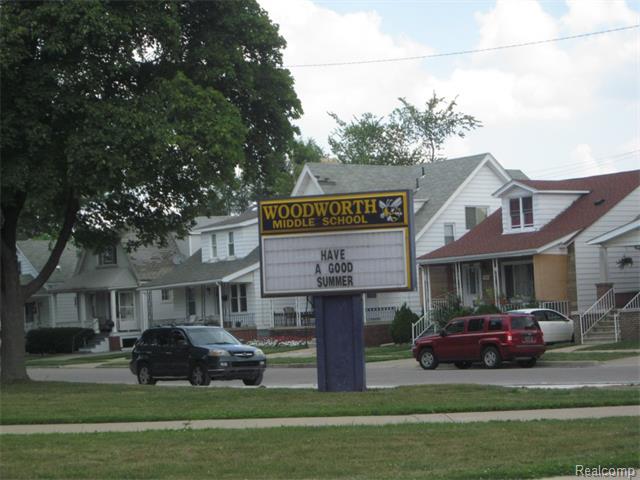 WOODWORTH
MIDDLE SCHOOL
HAVE
A GOOD
SUMMER
Realcomp